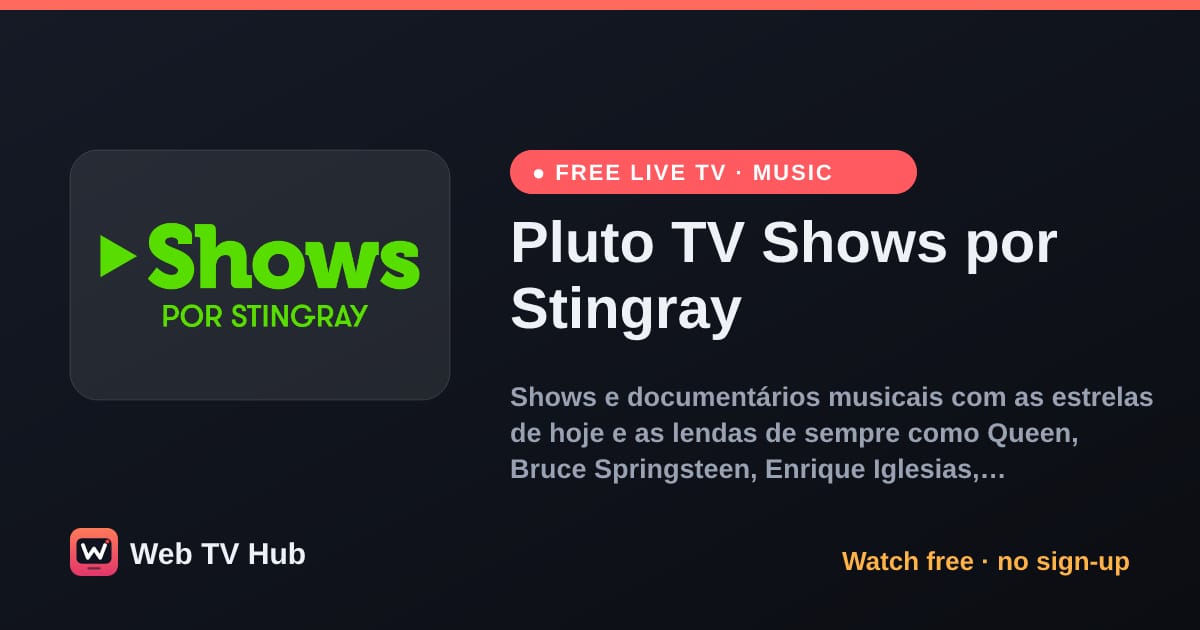 Shows
POR STINGRAY
• FREE LIVE TV · MUSIC
Pluto TV Shows por
Stingray
Shows e documentários musicais com as estrelas
de hoje e as lendas de sempre como Queen,
Bruce Springsteen, Enrique Iglesias,…
W
Web TV Hub
Watch free · no sign-up